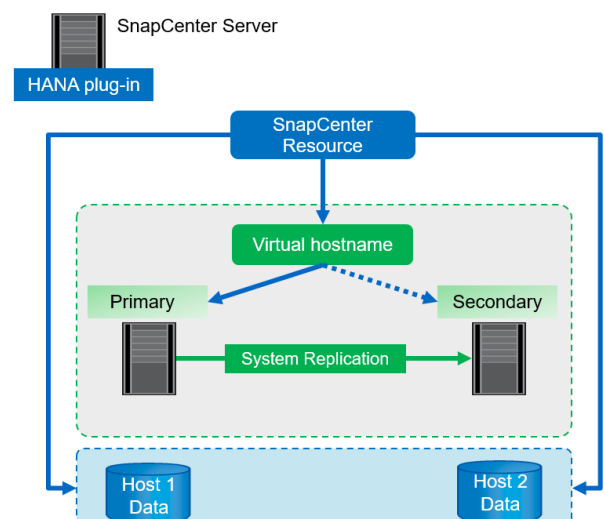 SnapCenter Server
HANA plug-in
SnapCenter
Resource
Virtual hostname
Primary
Secondary
System Replication
Host 1
Data
Host 2
Data